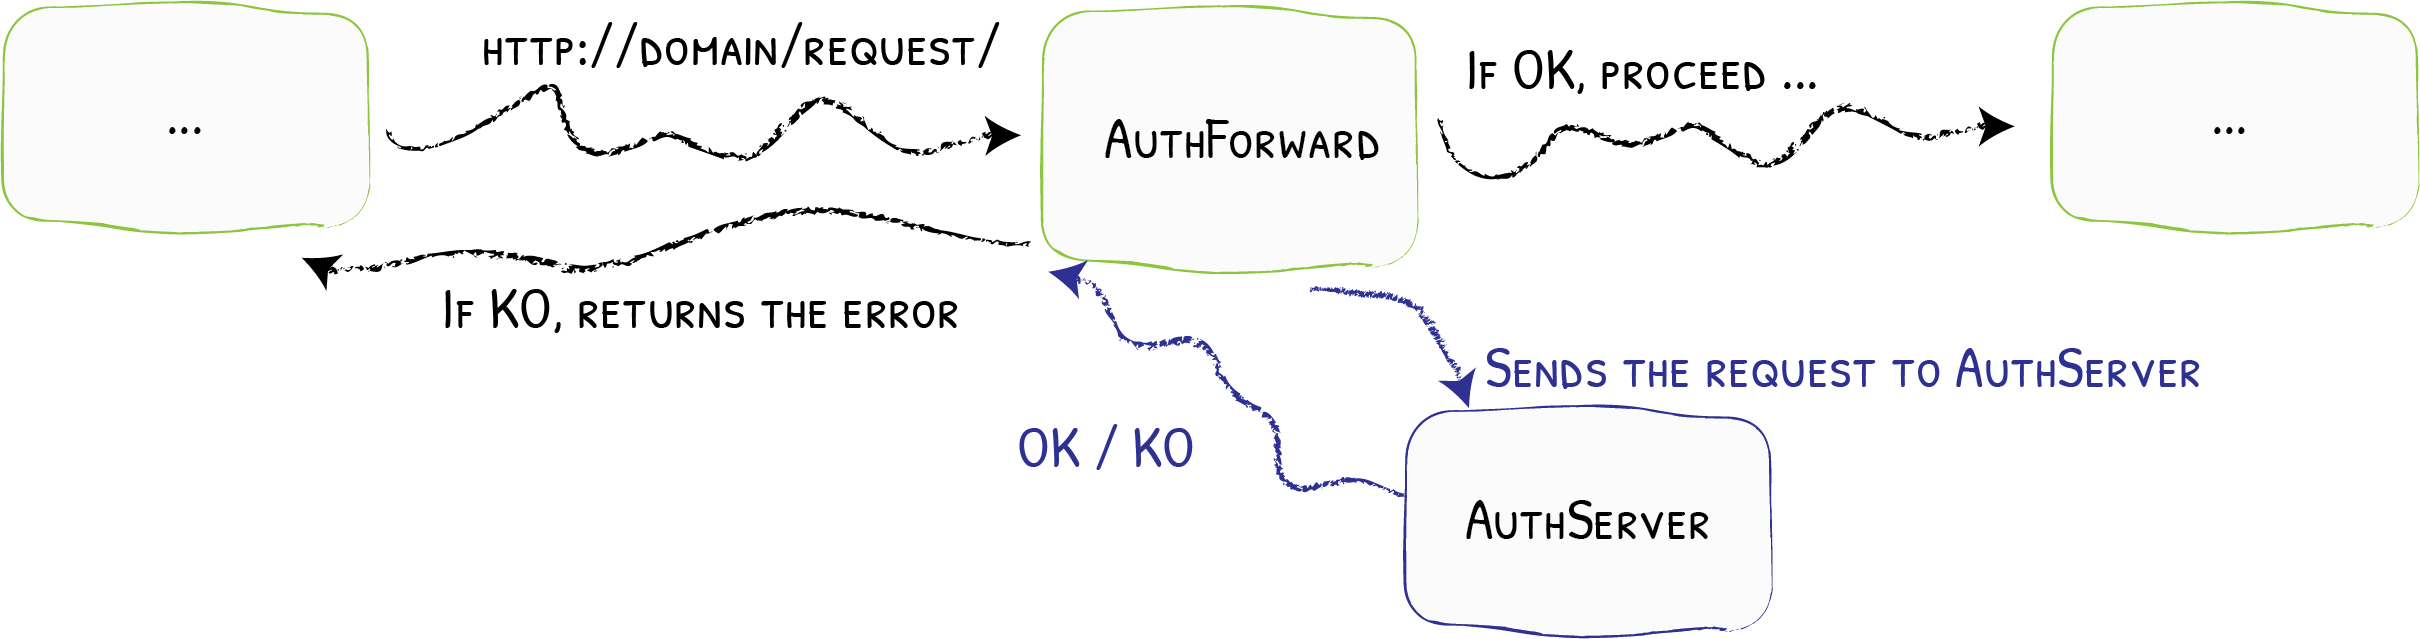 http://domain/request/
If OK, proceed ...
...
AuthForward
...
If KO, returns the error
Sends the request to AuthServer
OK / KO
AuthServer